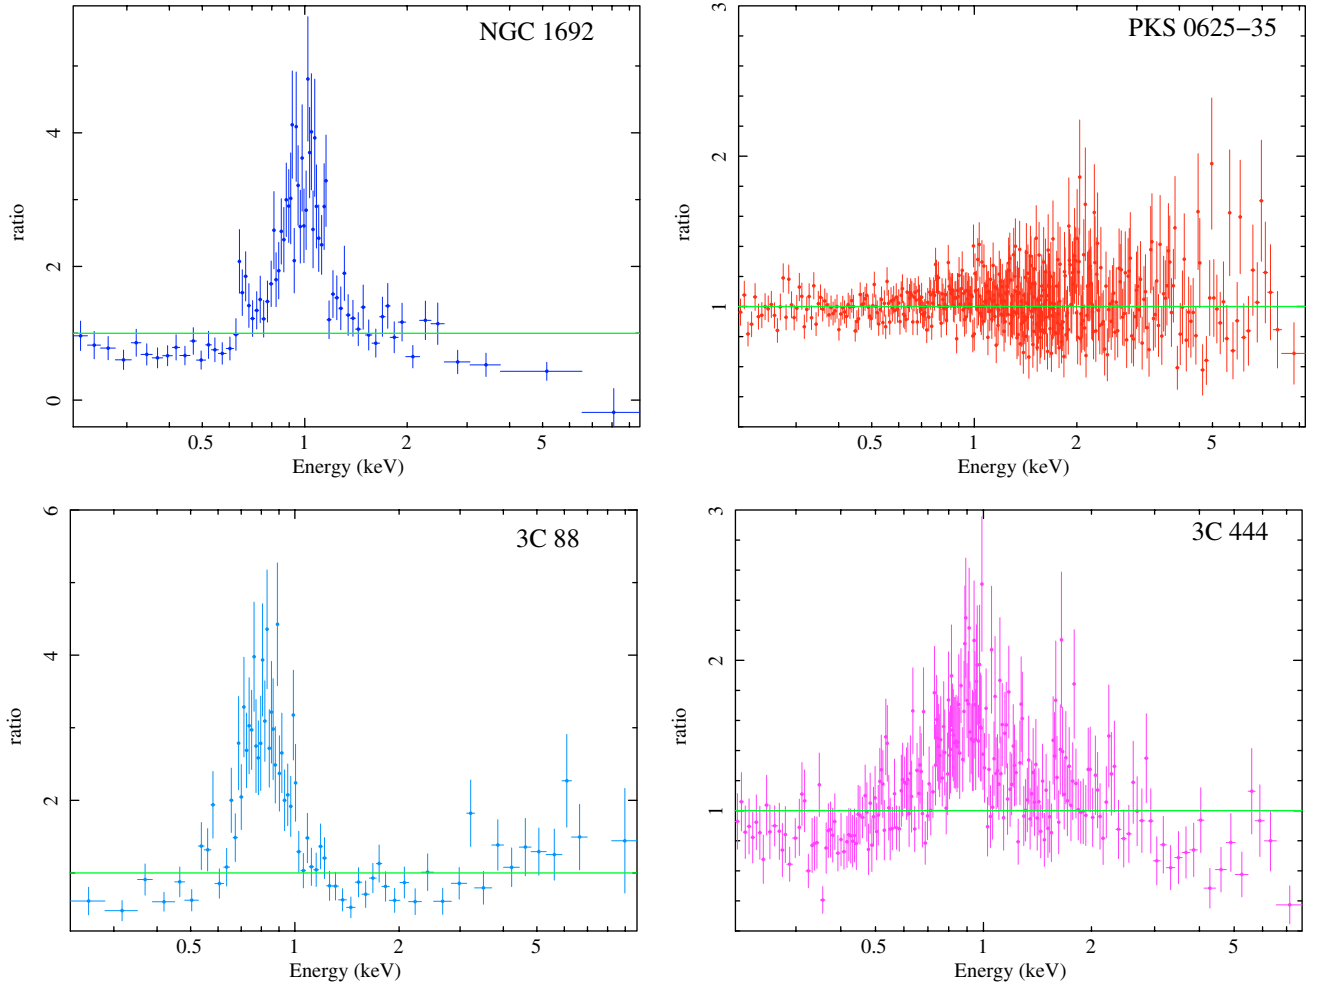 NGC 1692
ratio
0
2
4
0.5 1 2 5
Energy (keV)
PKS 0625−35
ratio
1
2
3
0.5 1 2 5
Energy (keV)
3C 88
ratio
2
4
6
0.5 1 2 5
Energy (keV)
3C 444
ratio
1
2
3
0.5 1 2 5
Energy (keV)